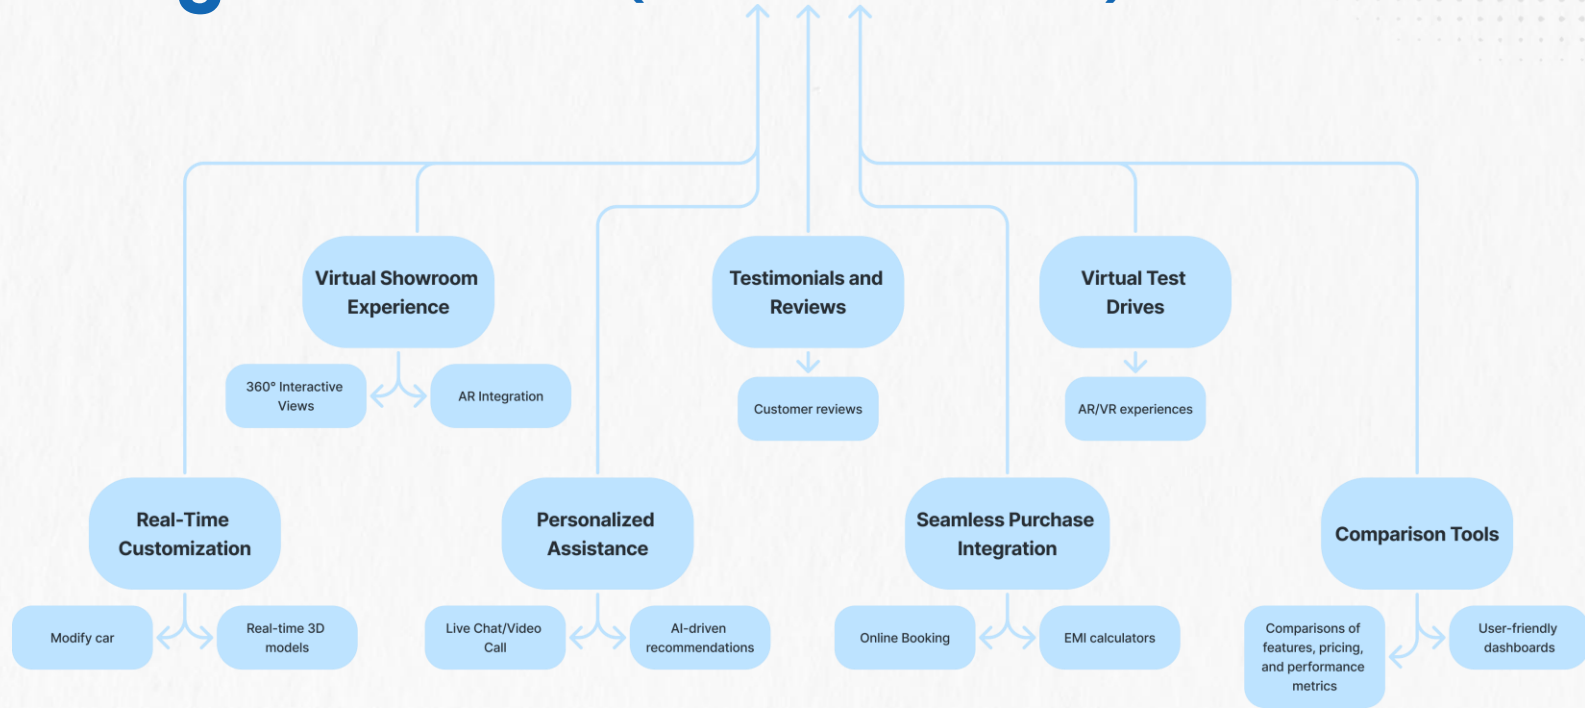 Virtual Showroom
Experience
Testimonials and
Reviews
Virtual Test
Drives
360° Interactive
Views
AR Integration
Customer reviews
AR/VR experiences
Real-Time
Customization
Personalized
Assistance
Seamless Purchase
Integration
Comparison Tools
Modify car
Real-time 3D
models
Live Chat/Video
Call
AI-driven
recommendations
Online Booking
EMI calculators
Comparisons of
features, pricing,
and performance
metrics
User-friendly
dashboards